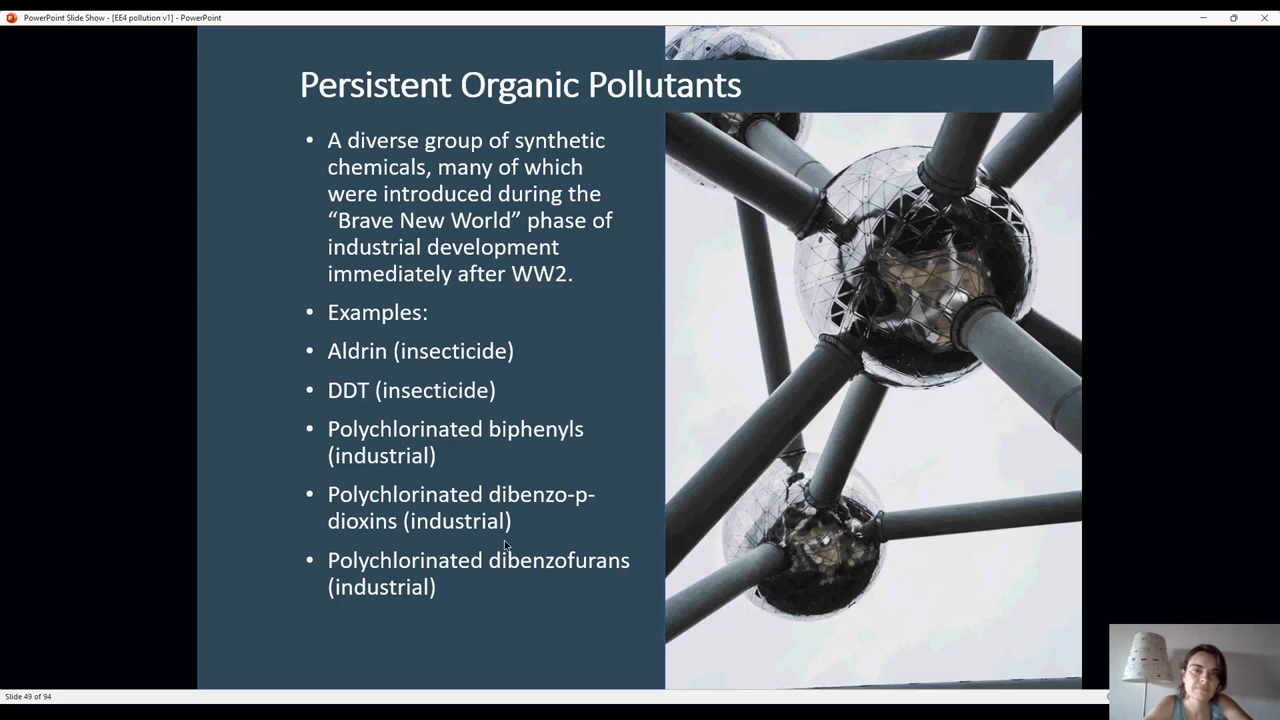 PowerPoint Slide Show - [EE4 pollution v1] - PowerPoint
Persistent Organic Pollutants
• A diverse group of synthetic
chemicals, many of which
were introduced during the
“Brave New World” phase of
industrial development
immediately after WW2.
• Examples:
• Aldrin (insecticide)
• DDT (insecticide)
• Polychlorinated biphenyls
(industrial)
• Polychlorinated dibenzo-p-
dioxins (industrial)
• Polychlorinated dibenzofurans
(industrial)
Slide 49 of 94